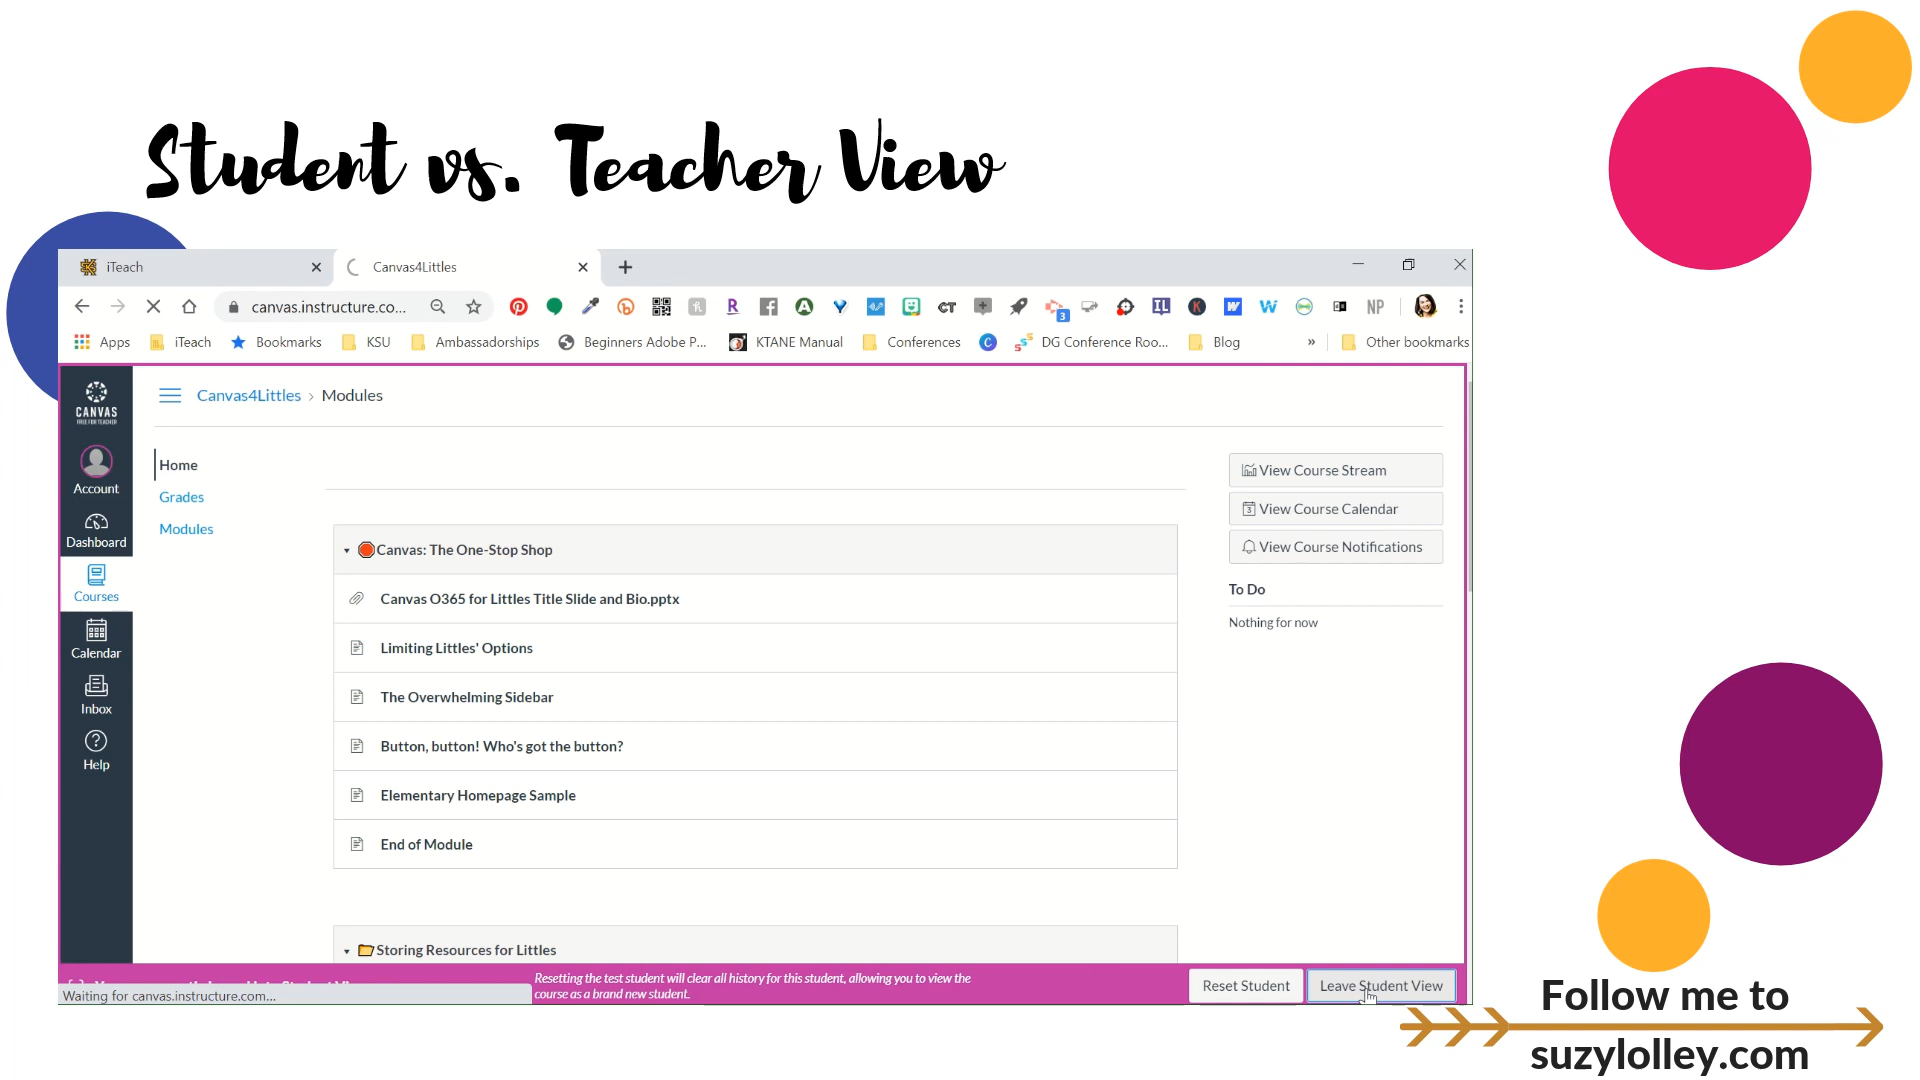 Student vs. Teacher View
iTeach
Canvas4Littles
canvas.instructure.co...
CT
3
IL
K
W
W
NP
Apps
iTeach
Bookmarks
KSU
Ambassadorships
Beginners Adobe P...
KTANE Manual
Conferences
DG Conference Roo...
Blog
»
Other bookmarks
CANVAS
FREE FOR TEACHER
Account
Dashboard
Courses
Calendar
Inbox
Help
Canvas4Littles › Modules
Home
Grades
Modules
Canvas: The One-Stop Shop
Canvas O365 for Littles Title Slide and Bio.pptx
Limiting Littles' Options
The Overwhelming Sidebar
Button, button! Who's got the button?
Elementary Homepage Sample
End of Module
Storing Resources for Littles
View Course Stream
View Course Calendar
View Course Notifications
To Do
Nothing for now
Resetting the test student will clear all history for this student, allowing you to view the
course as a brand new student.
Reset Student
Leave Student View
Waiting for canvas.instructure.com...
Follow me to
suzylolley.com